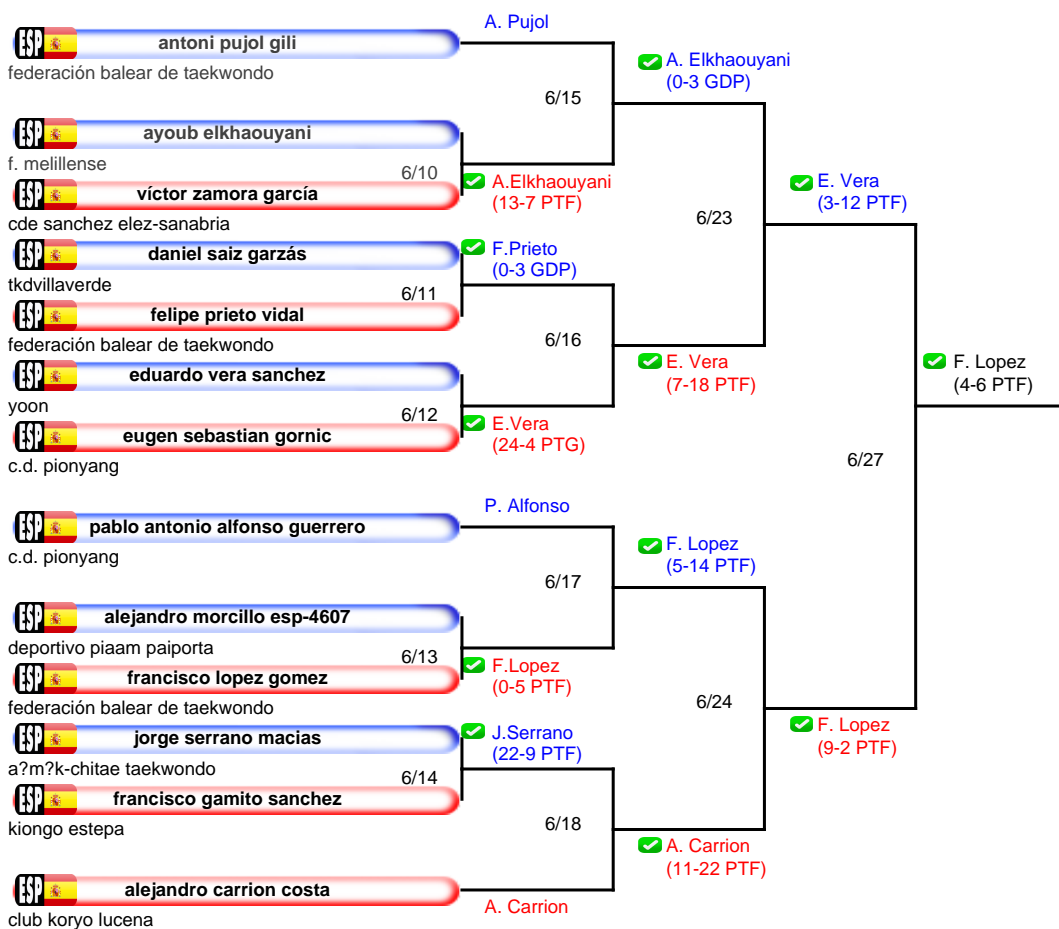 A. Pujol
ESP antoni pujol gili
federación balear de taekwondo
A. Elkhaouyani
(0-3 GDP)
6/15
ESP ayoub elkhaouyani
f. melillense
6/10
A.Elkhaouyani
(13-7 PTF)
ESP víctor zamora garcía
cde sanchez elez-sanabria
E. Vera
(3-12 PTF)
6/23
ESP daniel saiz garzás
tkdvillaverde
F.Prieto
(0-3 GDP)
6/11
ESP felipe prieto vidal
federación balear de taekwondo
6/16
ESP eduardo vera sanchez
yoon
E. Vera
(7-18 PTF)
6/12
E.Vera
(24-4 PTG)
ESP eugen sebastian gornic
c.d. pionyang
F. Lopez
(4-6 PTF)
6/27
P. Alfonso
ESP pablo antonio alfonso guerrero
c.d. pionyang
F. Lopez
(5-14 PTF)
6/17
ESP alejandro morcillo esp-4607
deportivo piaam paiporta
6/13
F.Lopez
(0-5 PTF)
ESP francisco lopez gomez
federación balear de taekwondo
6/24
F. Lopez
(9-2 PTF)
ESP jorge serrano macias
a?m?k-chitae taekwondo
J.Serrano
(22-9 PTF)
6/14
ESP francisco gamito sanchez
kiongo estepa
6/18
A. Carrion
(11-22 PTF)
ESP alejandro carrion costa
club koryo lucena
A. Carrion